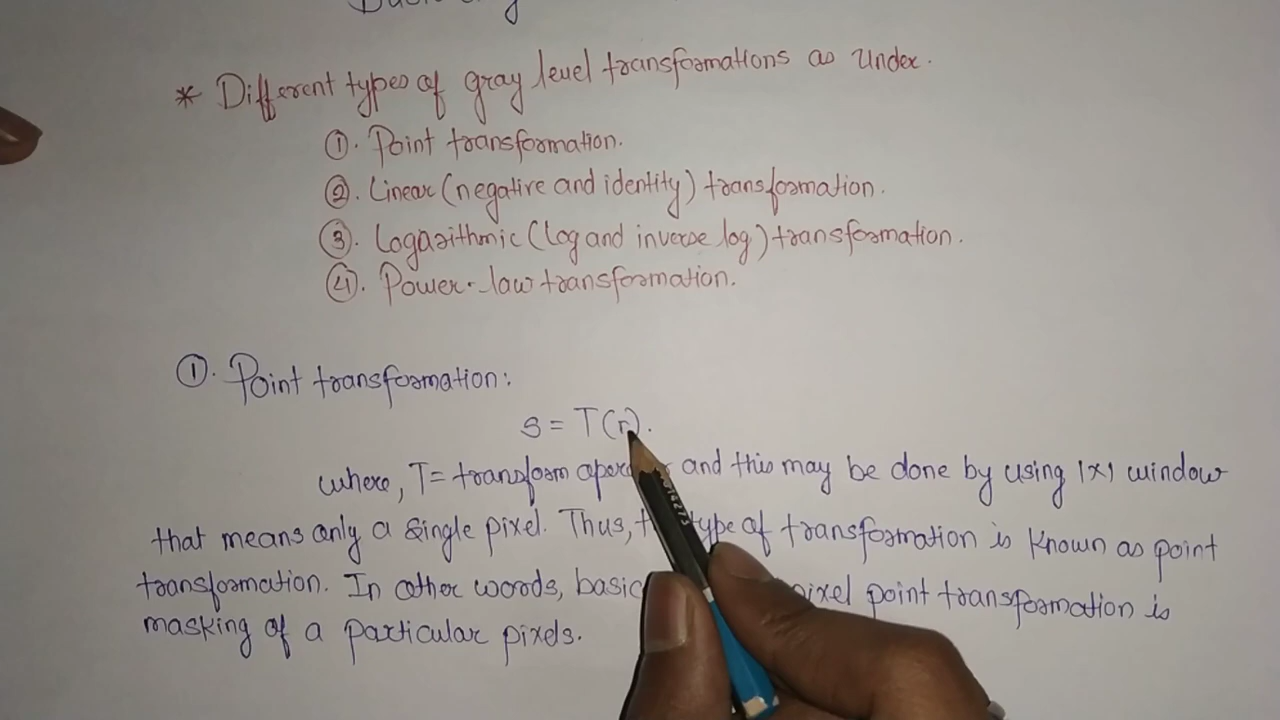 * Different types of gray level transformations as under.
①. Point transformation.
②. Linear (negative and identity) transformation.
③. Logarithmic (log and inverse log) transformation.
④. Power-law transformation.
①. Point transformation:
s = T(r).
where, T = transform and this may be done by using 1x1 window
that means only a single pixel. Thus, type of transformation is known as point
transformation. In other words, basic pixel point transformation is
masking of a particular pixels.